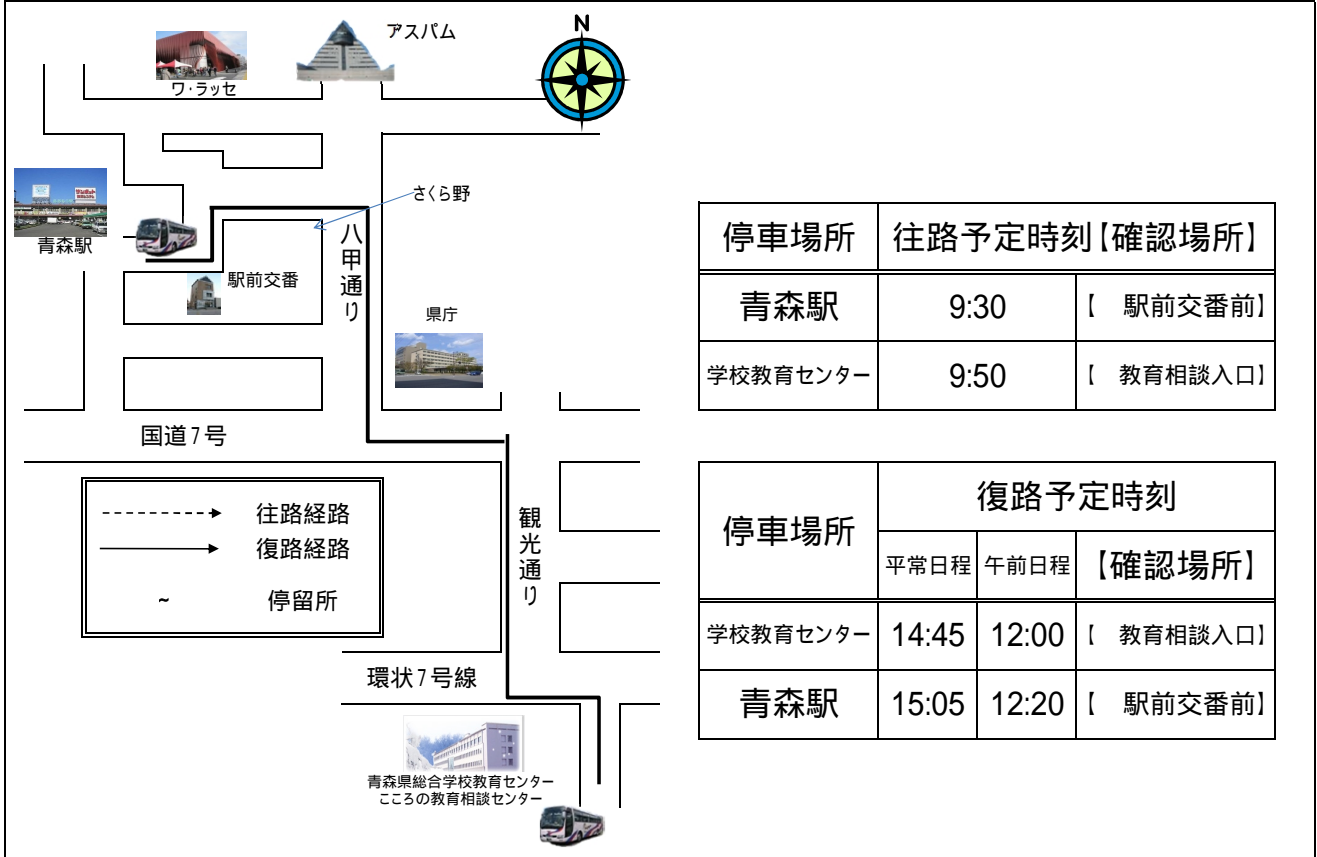 アスパム
N
ワ・ラッセ
さくら野
青森駅
八甲通り
駅前交番
県庁
国道7号
往路経路
復路経路
~ 停留所
観光通り
環状7号線
青森県総合学校教育センター
こころの教育相談センター
停車場所 往路予定時刻【確認場所】
青森駅 9:30 【 駅前交番前】
学校教育センター 9:50 【 教育相談入口】
停車場所 復路予定時刻
平常日程 午前日程 【確認場所】
学校教育センター 14:45 12:00 【 教育相談入口】
青森駅 15:05 12:20 【 駅前交番前】